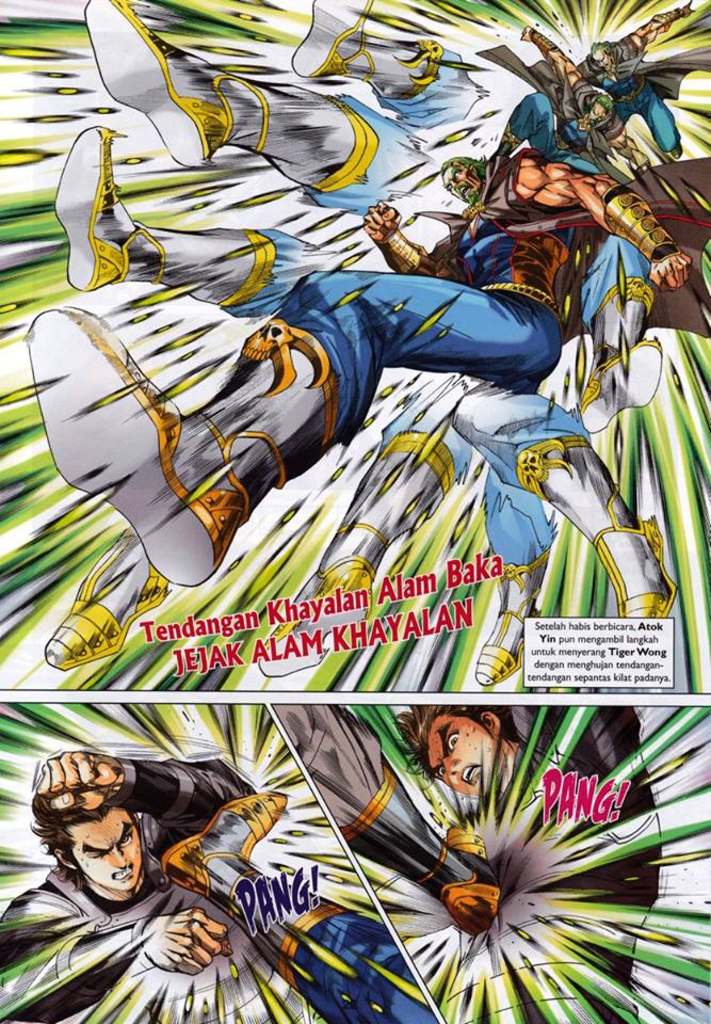 Tendangan Khayalan Alam Baka
JEJAK ALAM KHAYALAN
Setelah habis berbicara, Atok
Yin pun mengambil langkah
untuk menyerang Tiger Wong
dengan menghujan tendangan-
tendangan sepantas kilat padanya.
PANG!
PANG!